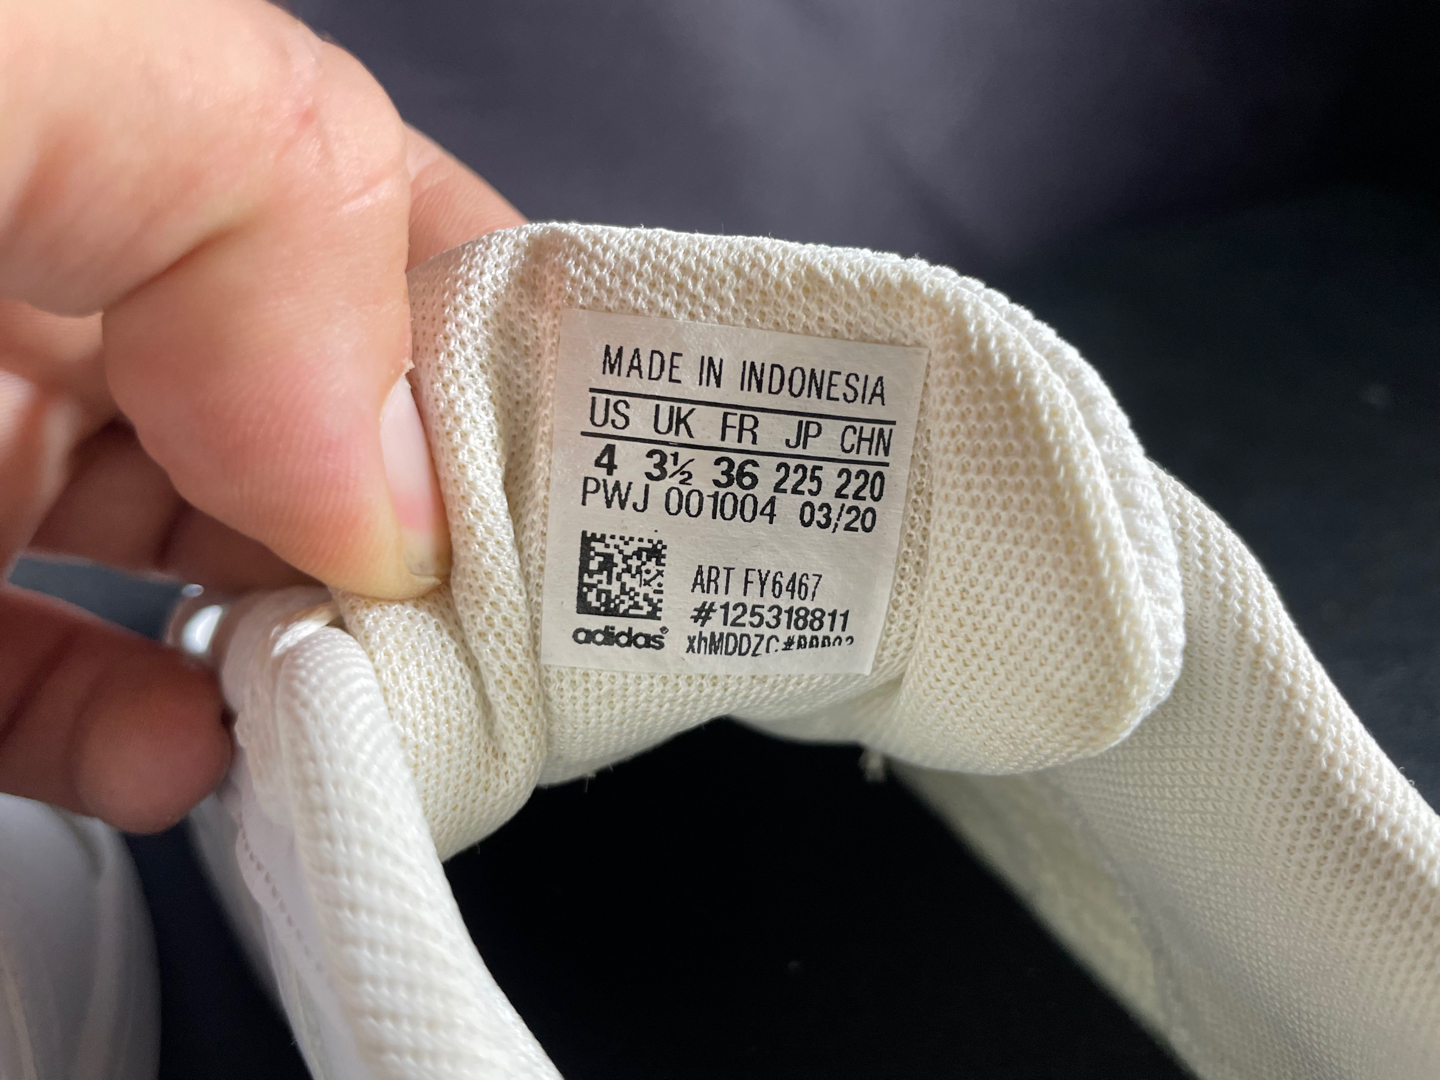 MADE IN INDONESIA
US UK FR JP CHN
4 3½ 36 225 220
PWJ 001004 03/20
ART FY6467
#125318811
adidas®